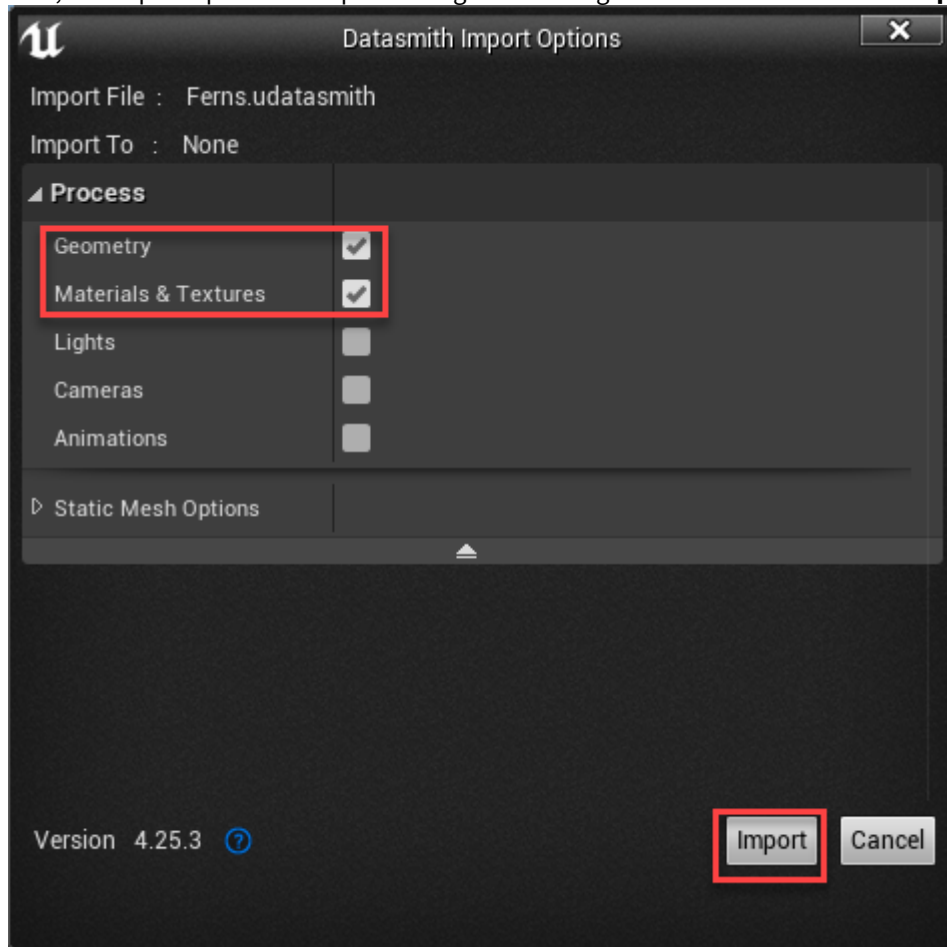 Datasmith Import Options
Import File : Ferns.udatasmith
Import To : None
Process
Geometry
Materials & Textures
Lights
Cameras
Animations
Static Mesh Options
Version 4.25.3 ?
Import Cancel